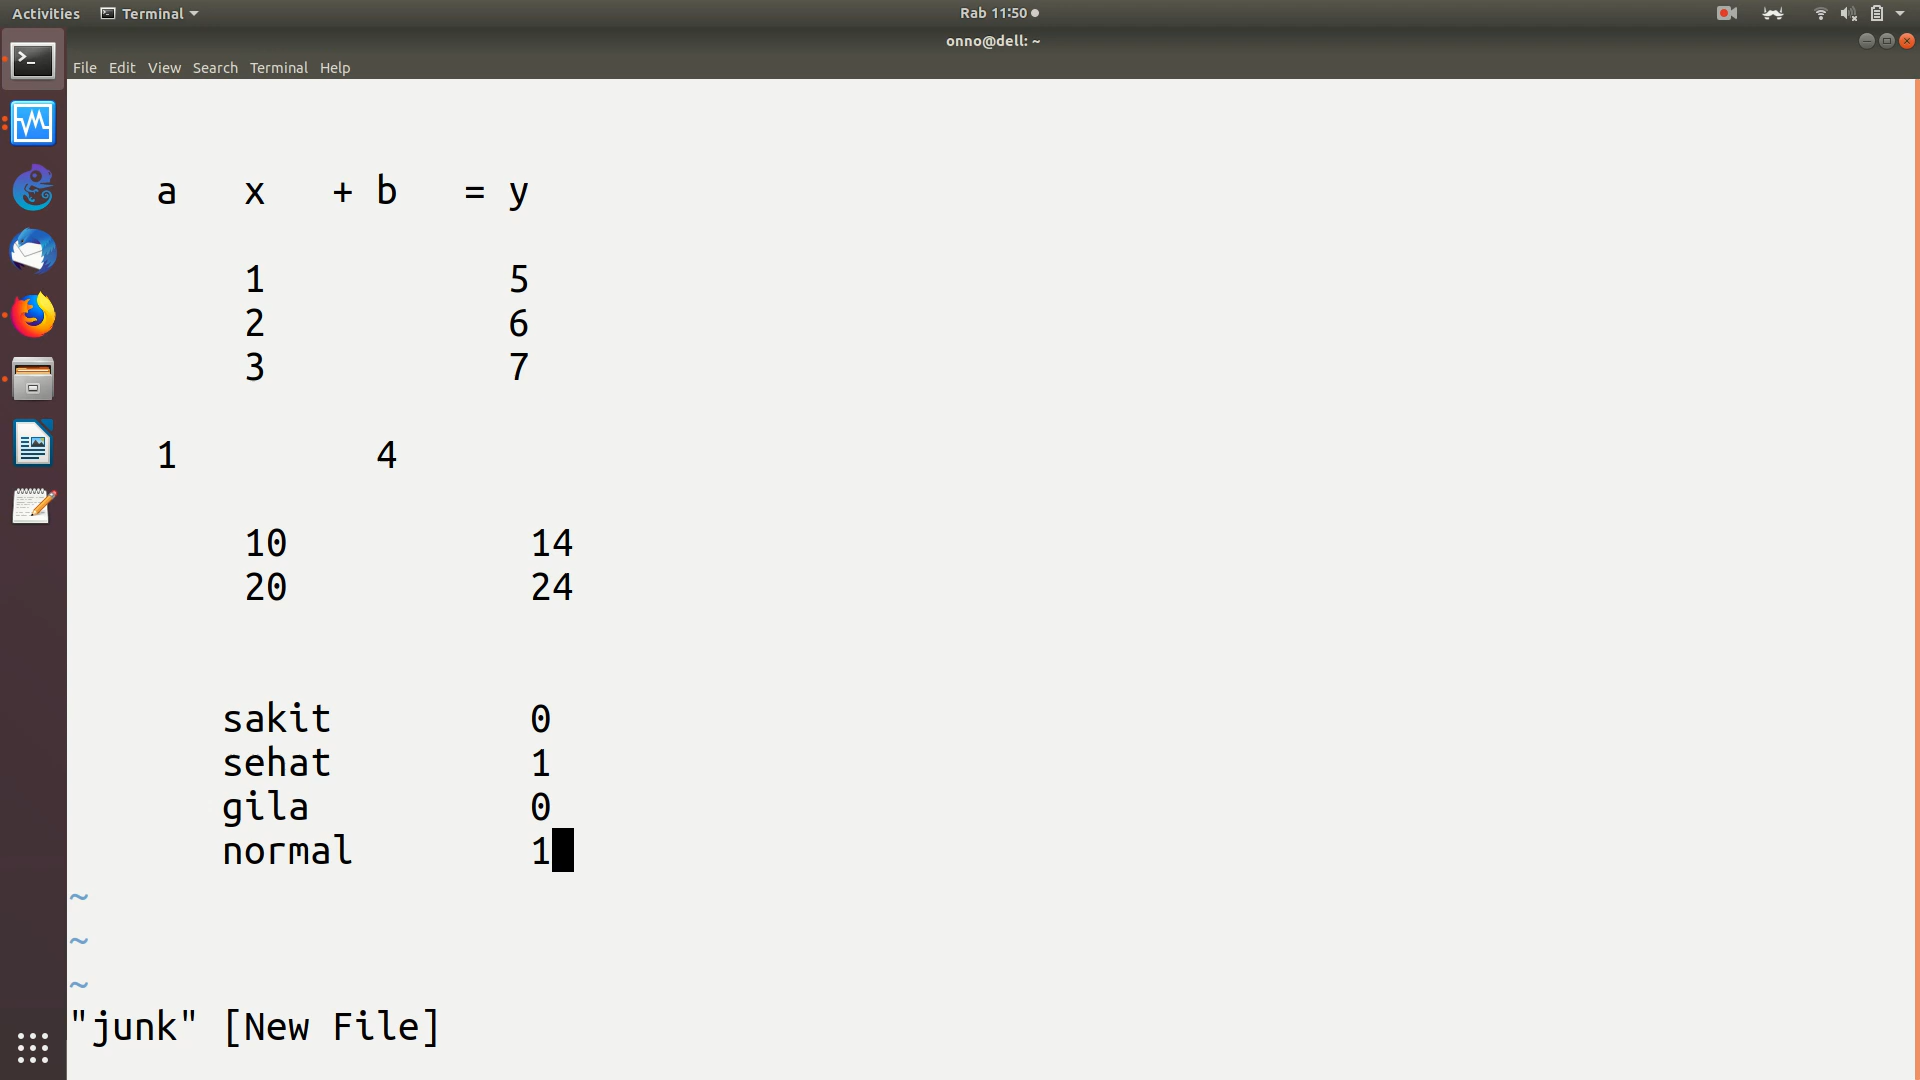 Activities Terminal Rab 11:50
onno@dell: ~
File Edit View Search Terminal Help
a x + b = y
1 5
2 6
3 7
1 4
10 14
20 24
sakit 0
sehat 1
gila 0
normal 1
~
~
~
"junk" [New File]